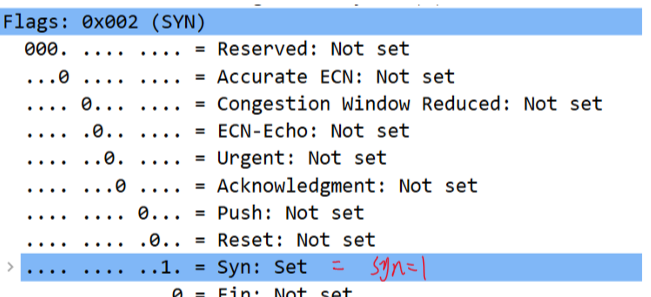 Flags: 0x002 (SYN)
000. .... .... = Reserved: Not set
...0 .... .... = Accurate ECN: Not set
.... 0... .... = Congestion Window Reduced: Not set
.... .0.. .... = ECN-Echo: Not set
.... ..0. .... = Urgent: Not set
.... ...0 .... = Acknowledgment: Not set
.... .... 0... = Push: Not set
.... .... .0.. = Reset: Not set
> .... .... ..1. = Syn: Set = syn=1
0 = Fin: Not set